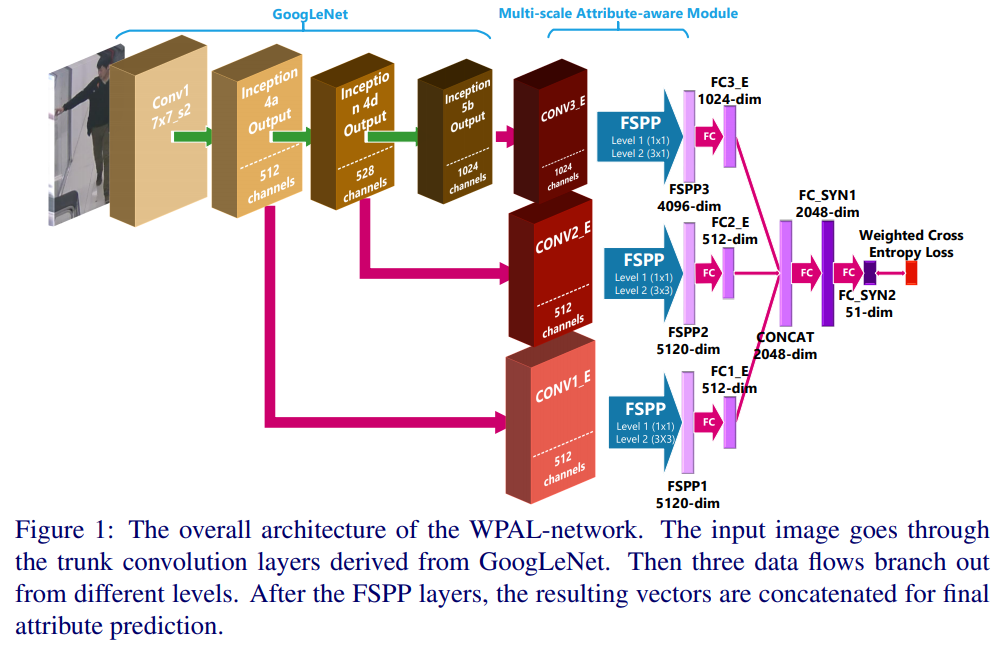 GoogLeNet
Multi-scale Attribute-aware Module
Conv1
7x7_s2
Inception
4a
Output
512
channels
Inceptio
n 4d
Output
528
channels
Inception
5b
Output
1024
channels
CONV3_E
1024
channels
FSPP
Level 1 (1x1)
Level 2 (3x1)
FSPP3
4096-dim
FC
FC3_E
1024-dim
CONV2_E
512
channels
FSPP
Level 1 (1x1)
Level 2 (3x3)
FSPP2
5120-dim
FC
FC2_E
512-dim
CONV1_E
512
channels
FSPP
Level 1 (1x1)
Level 2 (3X3)
FSPP1
5120-dim
FC
FC1_E
512-dim
CONCAT
2048-dim
FC
FC_SYN1
2048-dim
FC
FC_SYN2
51-dim
Weighted Cross
Entropy Loss
Figure 1: The overall architecture of the WPAL-network. The input image goes through
the trunk convolution layers derived from GoogLeNet. Then three data flows branch out
from different levels. After the FSPP layers, the resulting vectors are concatenated for final
attribute prediction.